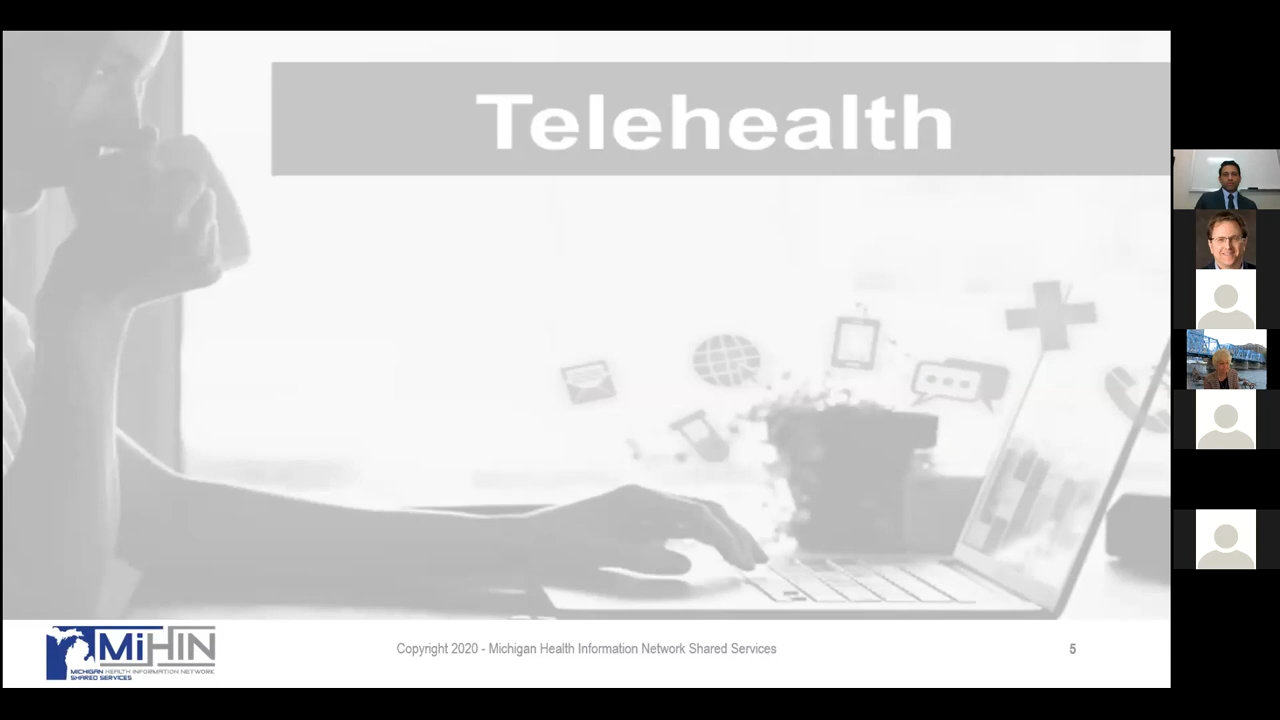 Telehealth
MiHIN
MICHIGAN HEALTH INFORMATION NETWORK
SHARED SERVICES
Copyright 2020 - Michigan Health Information Network Shared Services
5